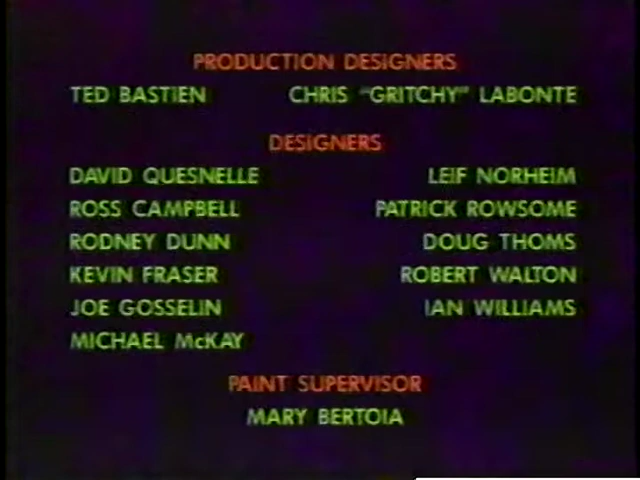 PRODUCTION DESIGNERS
TED BASTIEN CHRIS "GRITCHY" LABONTE
DESIGNERS
DAVID QUESNELLE LEIF NORHEIM
ROSS CAMPBELL PATRICK ROWSOME
RODNEY DUNN DOUG THOMS
KEVIN FRASER ROBERT WALTON
JOE GOSSELIN IAN WILLIAMS
MICHAEL McKAY
PAINT SUPERVISOR
MARY BERTOIA